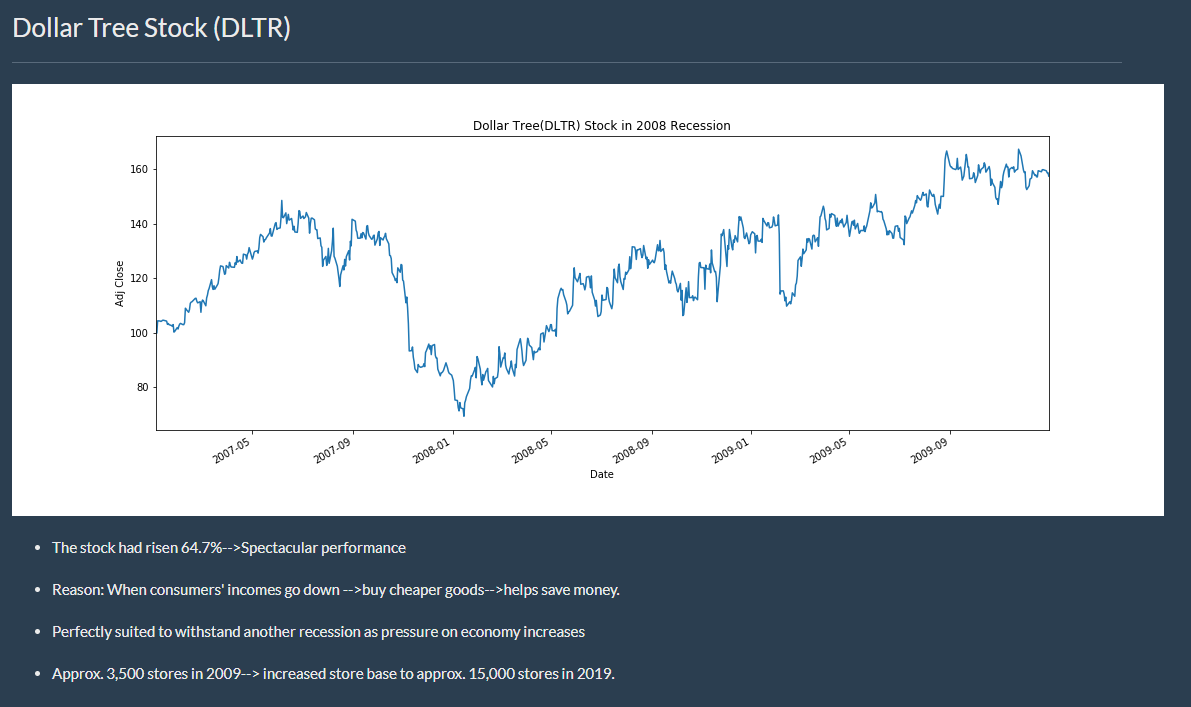 Dollar Tree Stock (DLTR)
Dollar Tree(DLTR) Stock in 2008 Recession
160
140
120
100
80
Adj Close
2007-05
2007-09
2008-01
2008-05
2008-09
2009-01
2009-05
2009-09
Date
The stock had risen 64.7%-->Spectacular performance
Reason: When consumers' incomes go down -->buy cheaper goods-->helps save money.
Perfectly suited to withstand another recession as pressure on economy increases
Approx. 3,500 stores in 2009--> increased store base to approx. 15,000 stores in 2019.